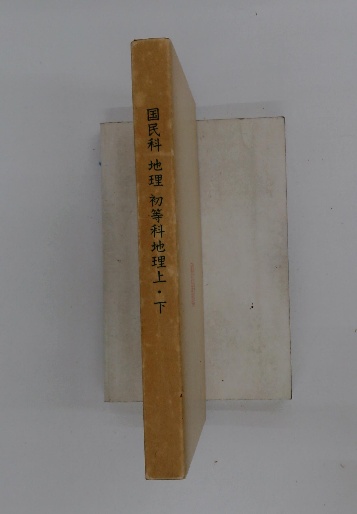 国民科 地理 初等科地理上・下